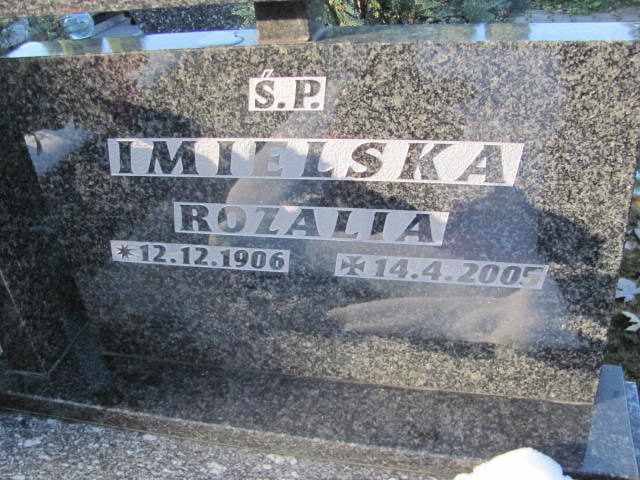 Ś.P.
IMIELSKA
ROZALIA
* 12.12.1906 ✠ 14.4.2005